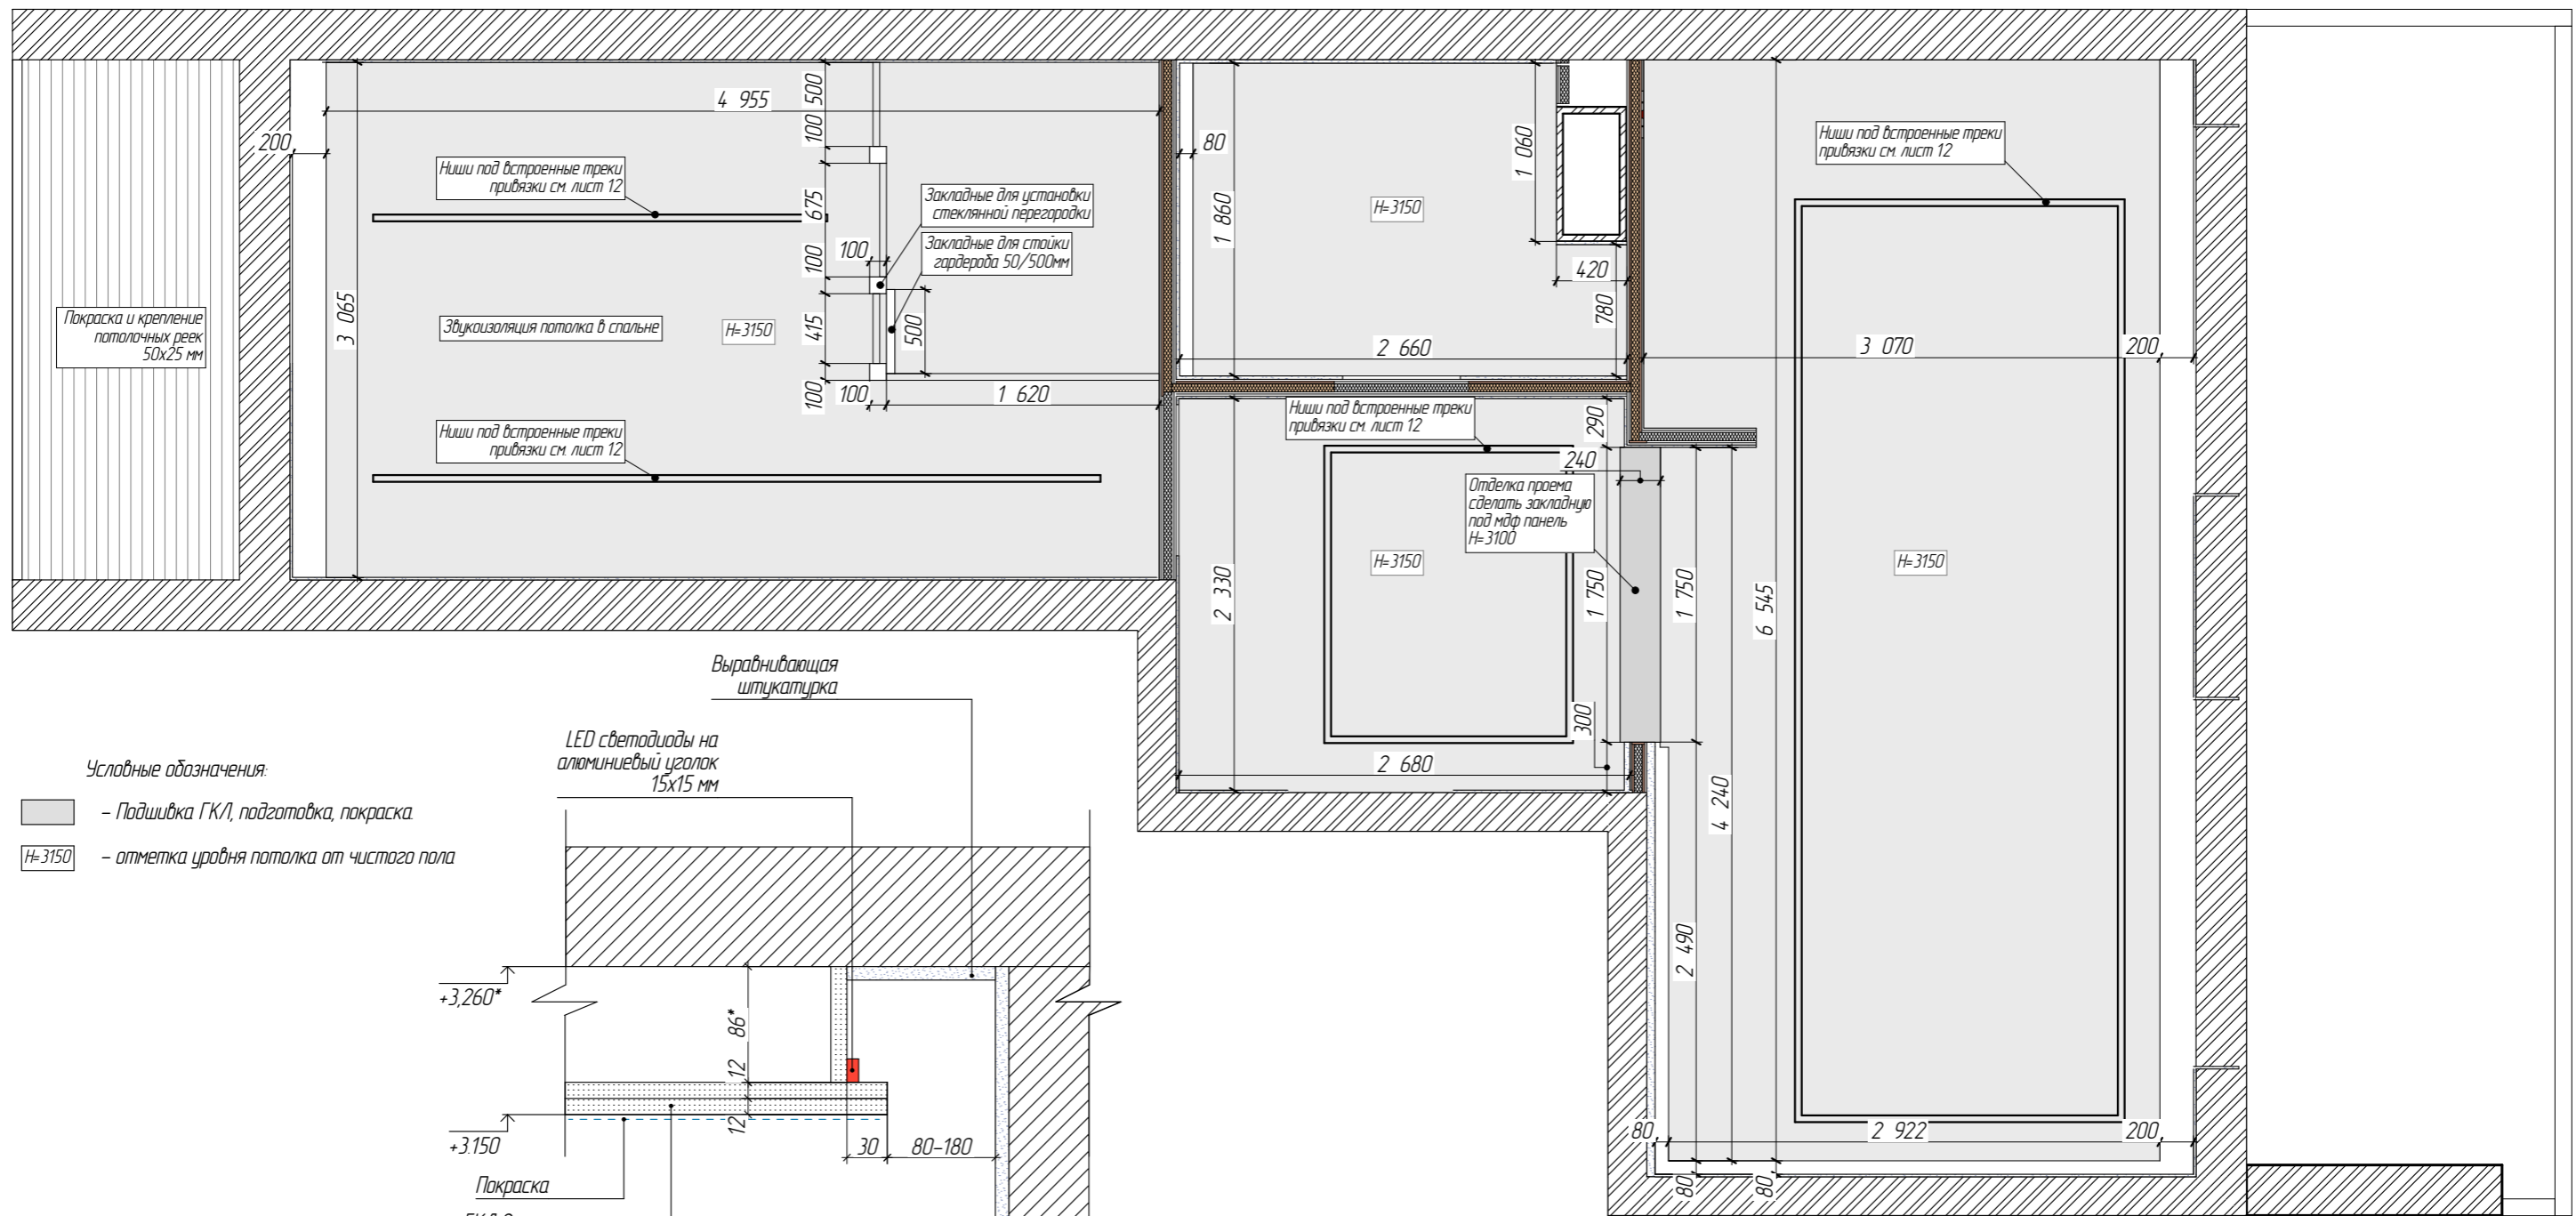 4 955
200
500
100
675
100
415
100
Ниши под встроенные треки
привязки см. лист 12
Закладные для установки
стеклянной перегородки
Закладные для стойки
гардероба 50/500мм
100
500
3 065
Покраска и крепление
потолочных реек
50х25 мм
Звукоизоляция потолка в спальне
H=3150
100
1 620
Ниши под встроенные треки
привязки см. лист 12
80
1 860
1 060
H=3150
420
780
2 660
Ниши под встроенные треки
привязки см. лист 12
3 070
200
Ниши под встроенные треки
привязки см. лист 12
290
240
Отделка проема
сделать закладную
под мдф панель
H=3100
H=3150
2 330
1 750
1 750
6 545
H=3150
300
2 680
4 240
2 490
80
2 922
200
80
80
Условные обозначения:
– Подшивка ГКЛ, подготовка, покраска.
H=3150
– отметка уровня потолка от чистого пола
Выравнивающая
штукатурка
LED светодиоды на
алюминиевый уголок
15х15 мм
+3,260*
86*
12
12
+3.150
30
80-180
Покраска